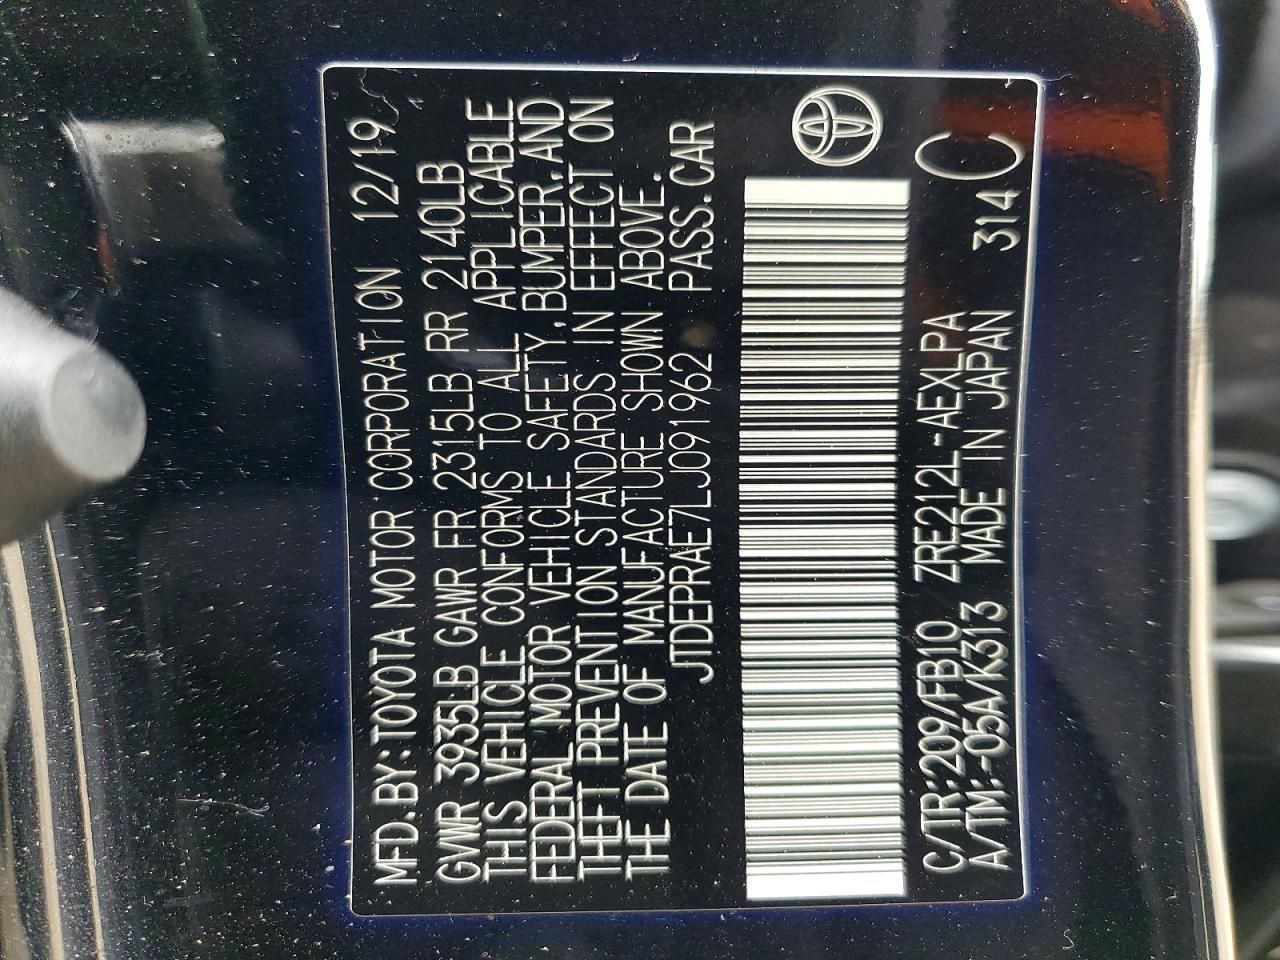 MFD.BY:TOYOTA MOTOR CORPORATION 12/19
GVWR 3935LB GAWR FR 2315LB RR 2140LB
THIS VEHICLE CONFORMS TO ALL APPLICABLE
FEDERAL MOTOR VEHICLE SAFETY,BUMPER,AND
THEFT PREVENTION STANDARDS IN EFFECT ON
THE DATE OF MANUFACTURE SHOWN ABOVE.
JTDEPRAE7LJ091962 PASS.CAR
C/TR:209/FB10 ZRE212L-AEXLPA
A/TM:-05A/K313 MADE IN JAPAN 314 C